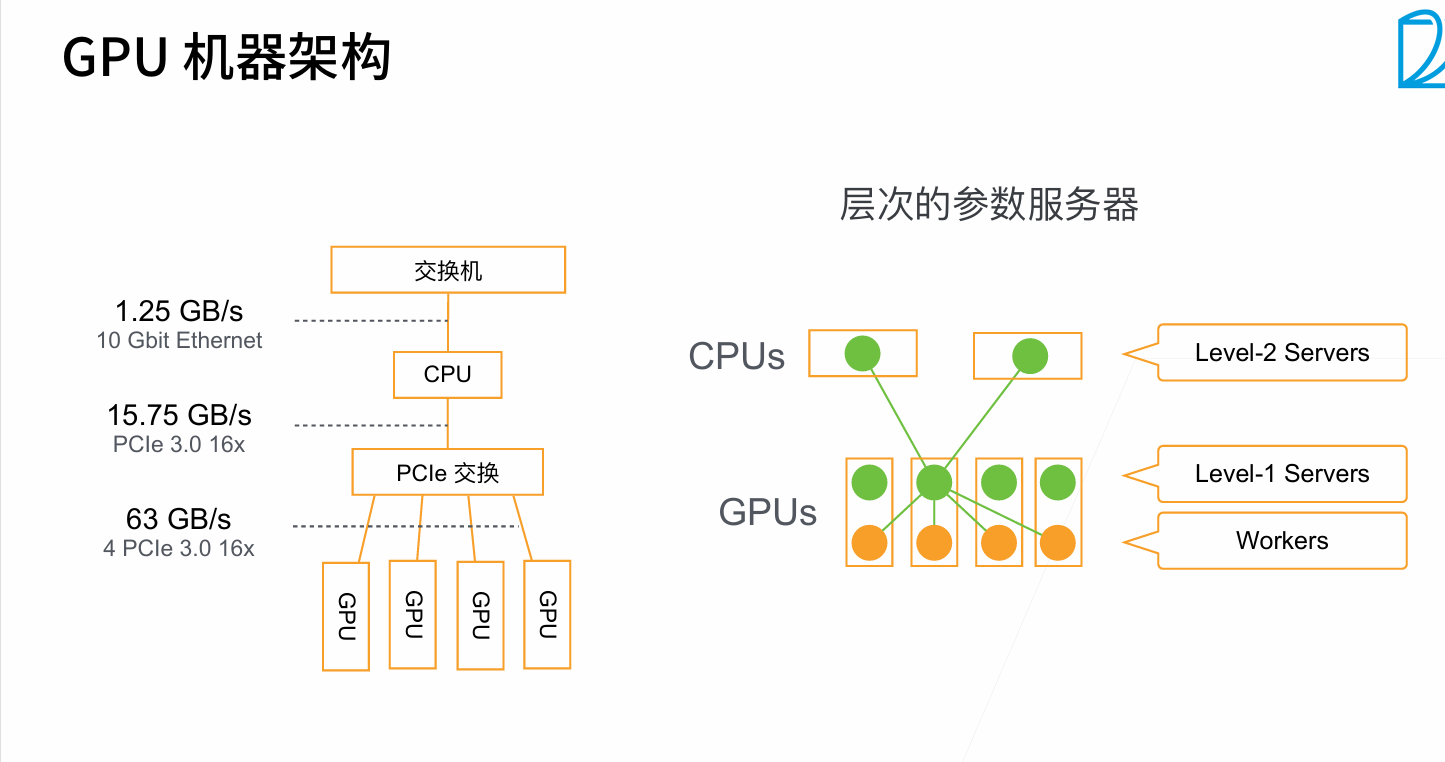 GPU 机器架构
层次的参数服务器
交换机
1.25 GB/s
10 Gbit Ethernet
CPU
15.75 GB/s
PCIe 3.0 16x
PCIe 交换
63 GB/s
4 PCIe 3.0 16x
GPU
GPU
GPU
GPU
CPUs
Level-2 Servers
GPUs
Level-1 Servers
Workers